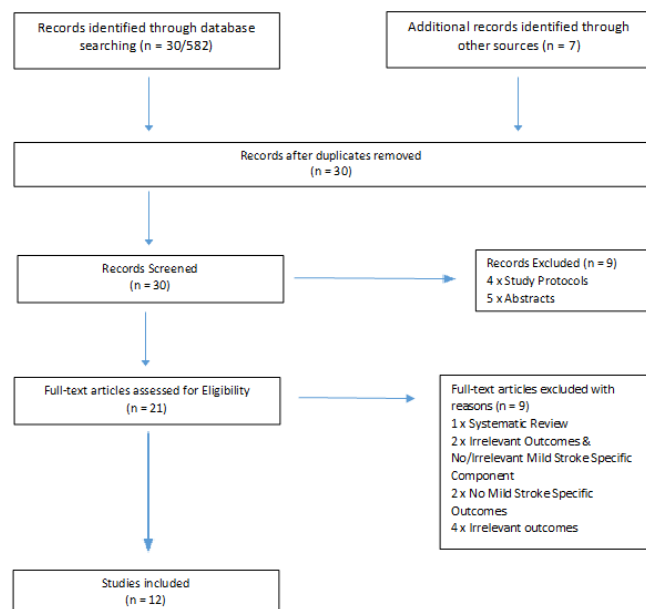 Records identified through database
searching (n = 30/582)
Additional records identified through
other sources (n = 7)
Records after duplicates removed
(n = 30)
Records Screened
(n = 30)
Records Excluded (n = 9)
4 x Study Protocols
5 x Abstracts
Full-text articles assessed for Eligibility
(n = 21)
Full-text articles excluded with
reasons (n = 9)
1 x Systematic Review
2 x Irrelevant Outcomes &
No/Irrelevant Mild Stroke Specific
Component
2 x No Mild Stroke Specific
Outcomes
4 x Irrelevant outcomes
Studies included
(n = 12)